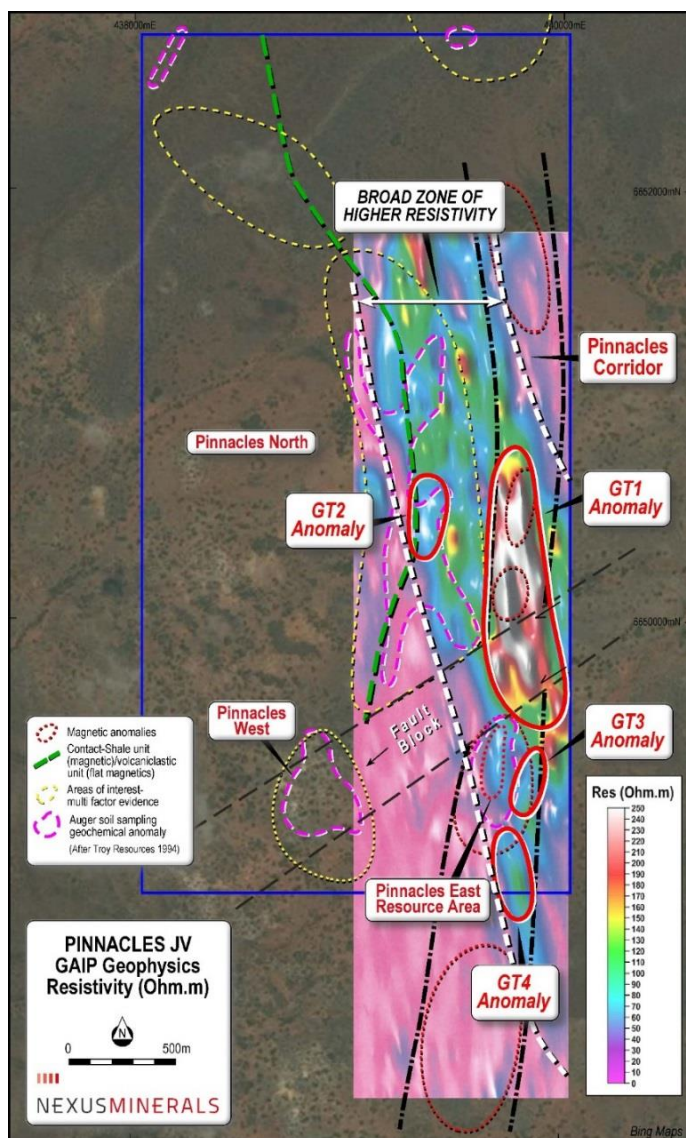 438000mE
440000mE
6652000mN
BROAD ZONE OF
HIGHER RESISTIVITY
Pinnacles
Corridor
Pinnacles North
GT2
Anomaly
GT1
Anomaly
6650000mN
Pinnacles
West
Fault
Block
GT3
Anomaly
Magnetic anomalies
Contact-Shale unit
(magnetic)/volcaniclastic
unit (flat magnetics)
Areas of interest-
multi factor evidence
Auger soil sampling
geochemical anomaly
(After Troy Resources 1994)
Pinnacles East
Resource Area
GT4
Anomaly
Res (Ohm.m)
250
240
230
220
210
200
190
180
170
160
150
140
130
120
110
100
90
80
70
60
50
40
30
20
10
0
PINNACLES JV
GAIP Geophysics
Resistivity (Ohm.m)
N
0 500m
NEXUSMINERALS
Bing Maps